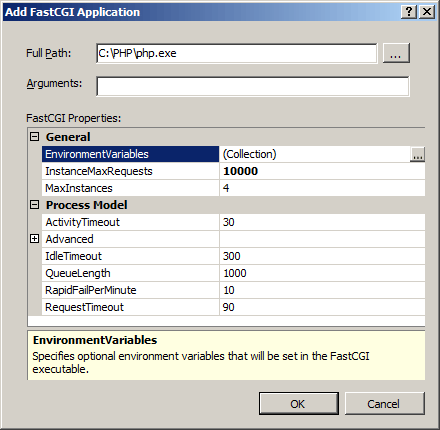 Add FastCGI Application
Full Path: C:\PHP\php.exe ...
Arguments:
FastCGI Properties:
General
EnvironmentVariables (Collection) ...
InstanceMaxRequests 10000
MaxInstances 4
Process Model
ActivityTimeout 30
Advanced
IdleTimeout 300
QueueLength 1000
RapidFailPerMinute 10
RequestTimeout 90
EnvironmentVariables
Specifies optional environment variables that will be set in the FastCGI
executable.
OK Cancel